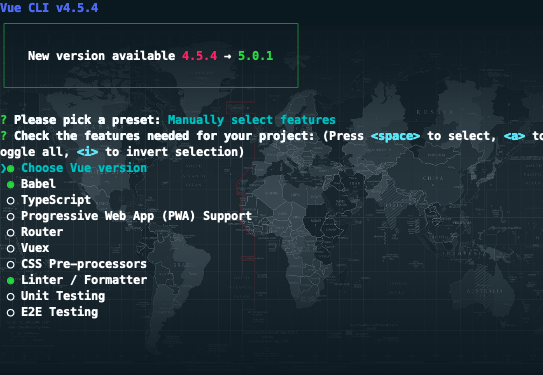 Vue CLI v4.5.4
New version available 4.5.4 → 5.0.1
? Please pick a preset: Manually select features
? Check the features needed for your project: (Press <space> to select, <a> to
oggle all, <i> to invert selection)
❯◉ Choose Vue version
◉ Babel
◯ TypeScript
◯ Progressive Web App (PWA) Support
◯ Router
◯ Vuex
◯ CSS Pre-processors
◉ Linter / Formatter
◯ Unit Testing
◯ E2E Testing